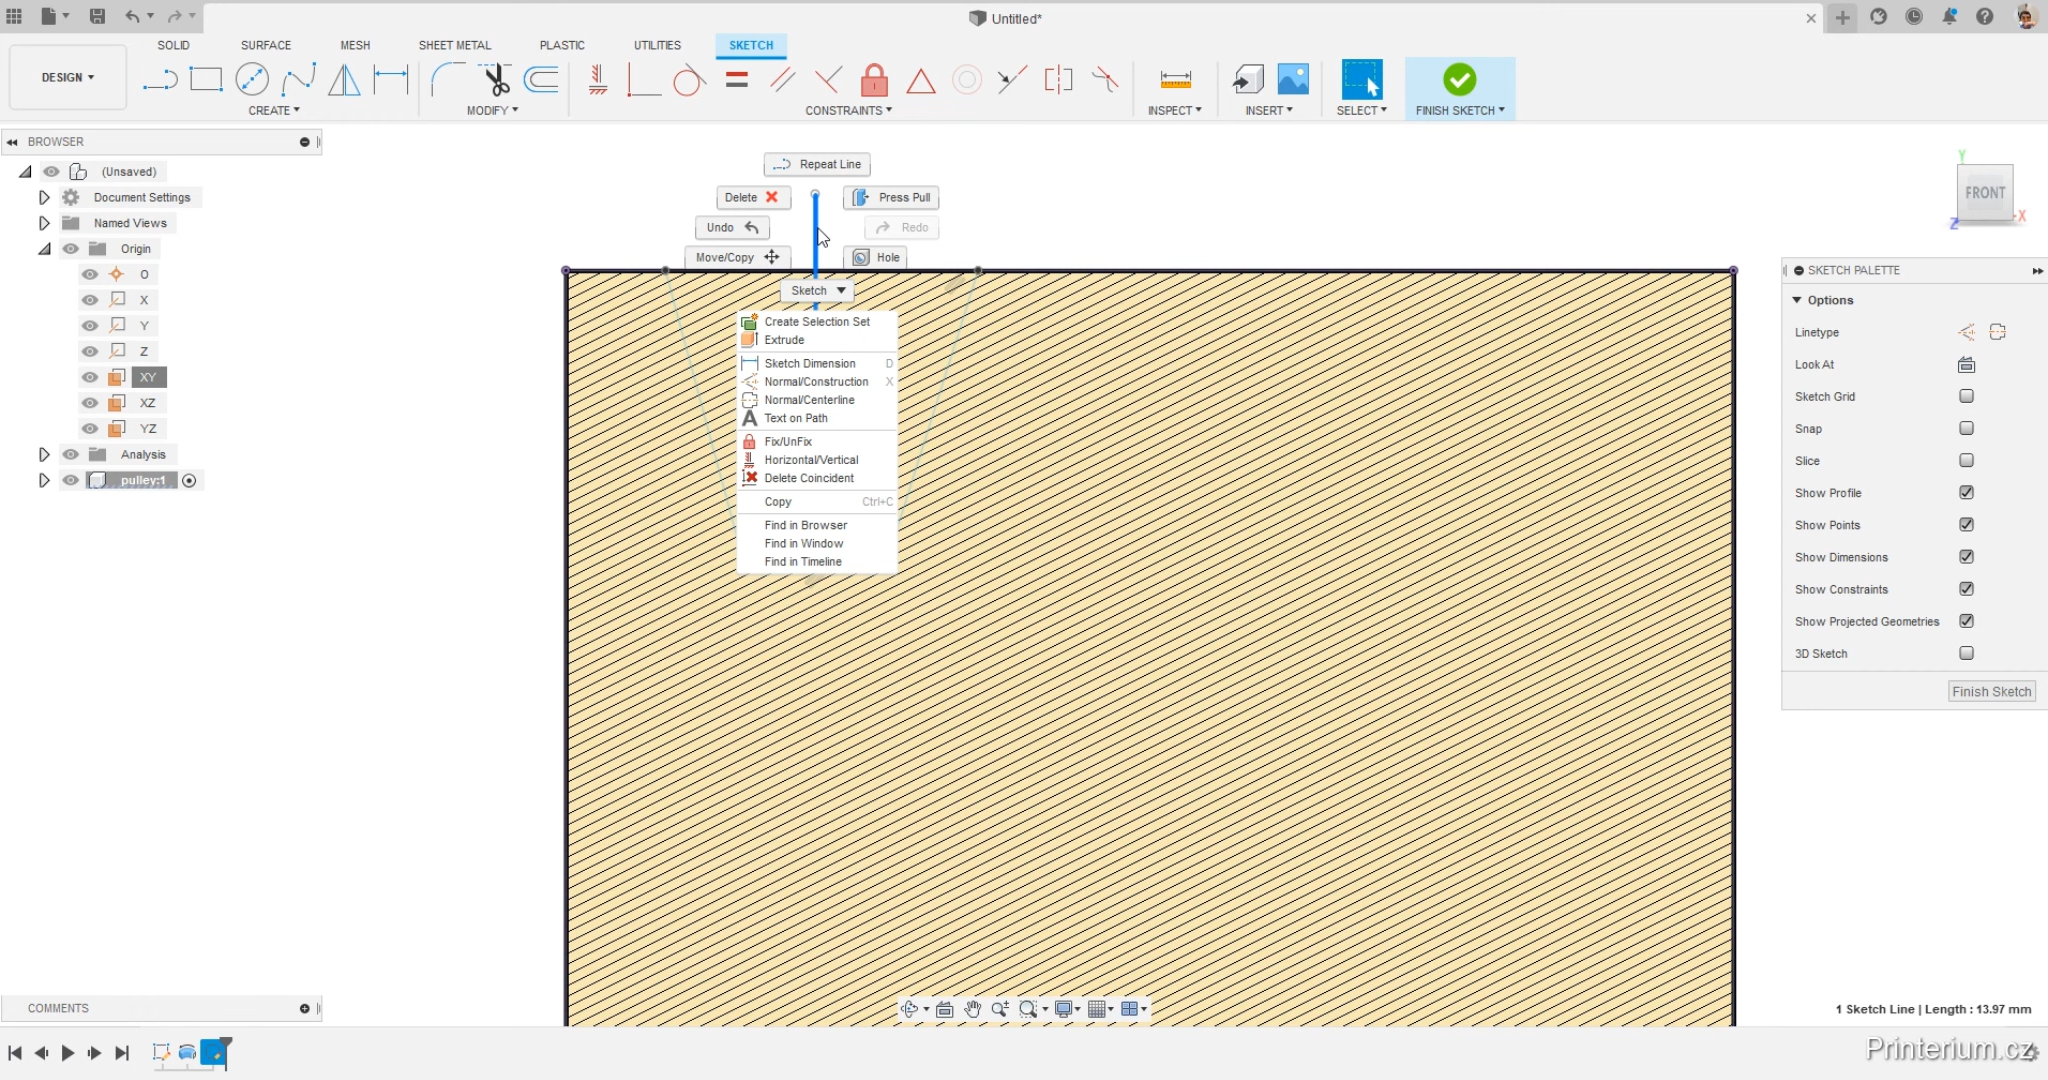 Untitled*
SOLID SURFACE MESH SHEET METAL PLASTIC UTILITIES SKETCH
DESIGN
CREATE MODIFY CONSTRAINTS INSPECT INSERT SELECT FINISH SKETCH
BROWSER
(Unsaved)
Document Settings
Named Views
Origin
O
X
Y
Z
XY
XZ
YZ
Analysis
pulley:1
Repeat Line
Delete
Press Pull
Undo
Redo
Move/Copy
Hole
Sketch
Create Selection Set
Extrude
Sketch Dimension D
Normal/Construction X
Normal/Centerline
Text on Path
Fix/UnFix
Horizontal/Vertical
Delete Coincident
Copy Ctrl+C
Find in Browser
Find in Window
Find in Timeline
Y
FRONT
X
Z
SKETCH PALETTE
Options
Linetype
Look At
Sketch Grid
Snap
Slice
Show Profile
Show Points
Show Dimensions
Show Constraints
Show Projected Geometries
3D Sketch
Finish Sketch
COMMENTS
1 Sketch Line | Length : 13.97 mm
Printerium.cz